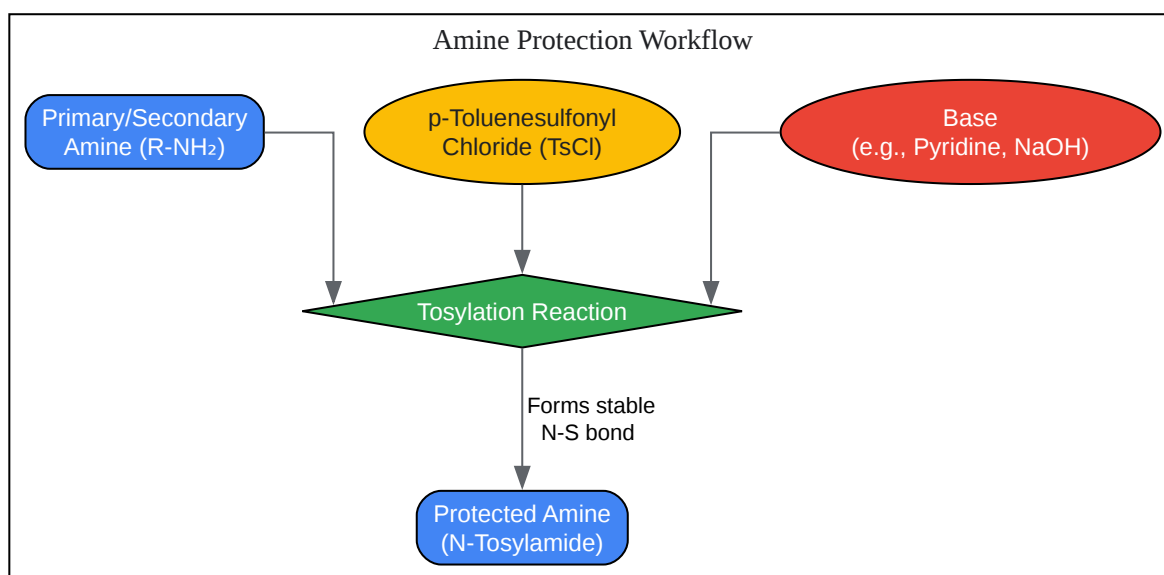 Amine Protection Workflow
Primary/Secondary
Amine (R-NH₂)
p-Toluenesulfonyl
Chloride (TsCl)
Base
(e.g., Pyridine, NaOH)
Tosylation Reaction
Forms stable
N-S bond
Protected Amine
(N-Tosylamide)